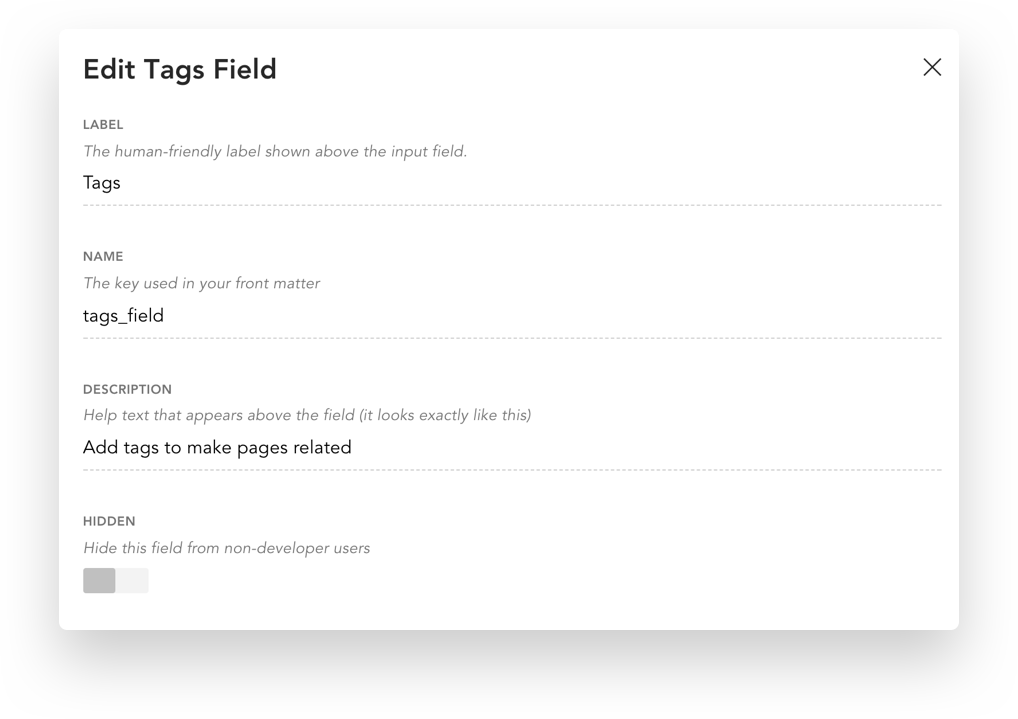 Edit Tags Field
LABEL
The human-friendly label shown above the input field.
Tags
NAME
The key used in your front matter
tags_field
DESCRIPTION
Help text that appears above the field (it looks exactly like this)
Add tags to make pages related
HIDDEN
Hide this field from non-developer users